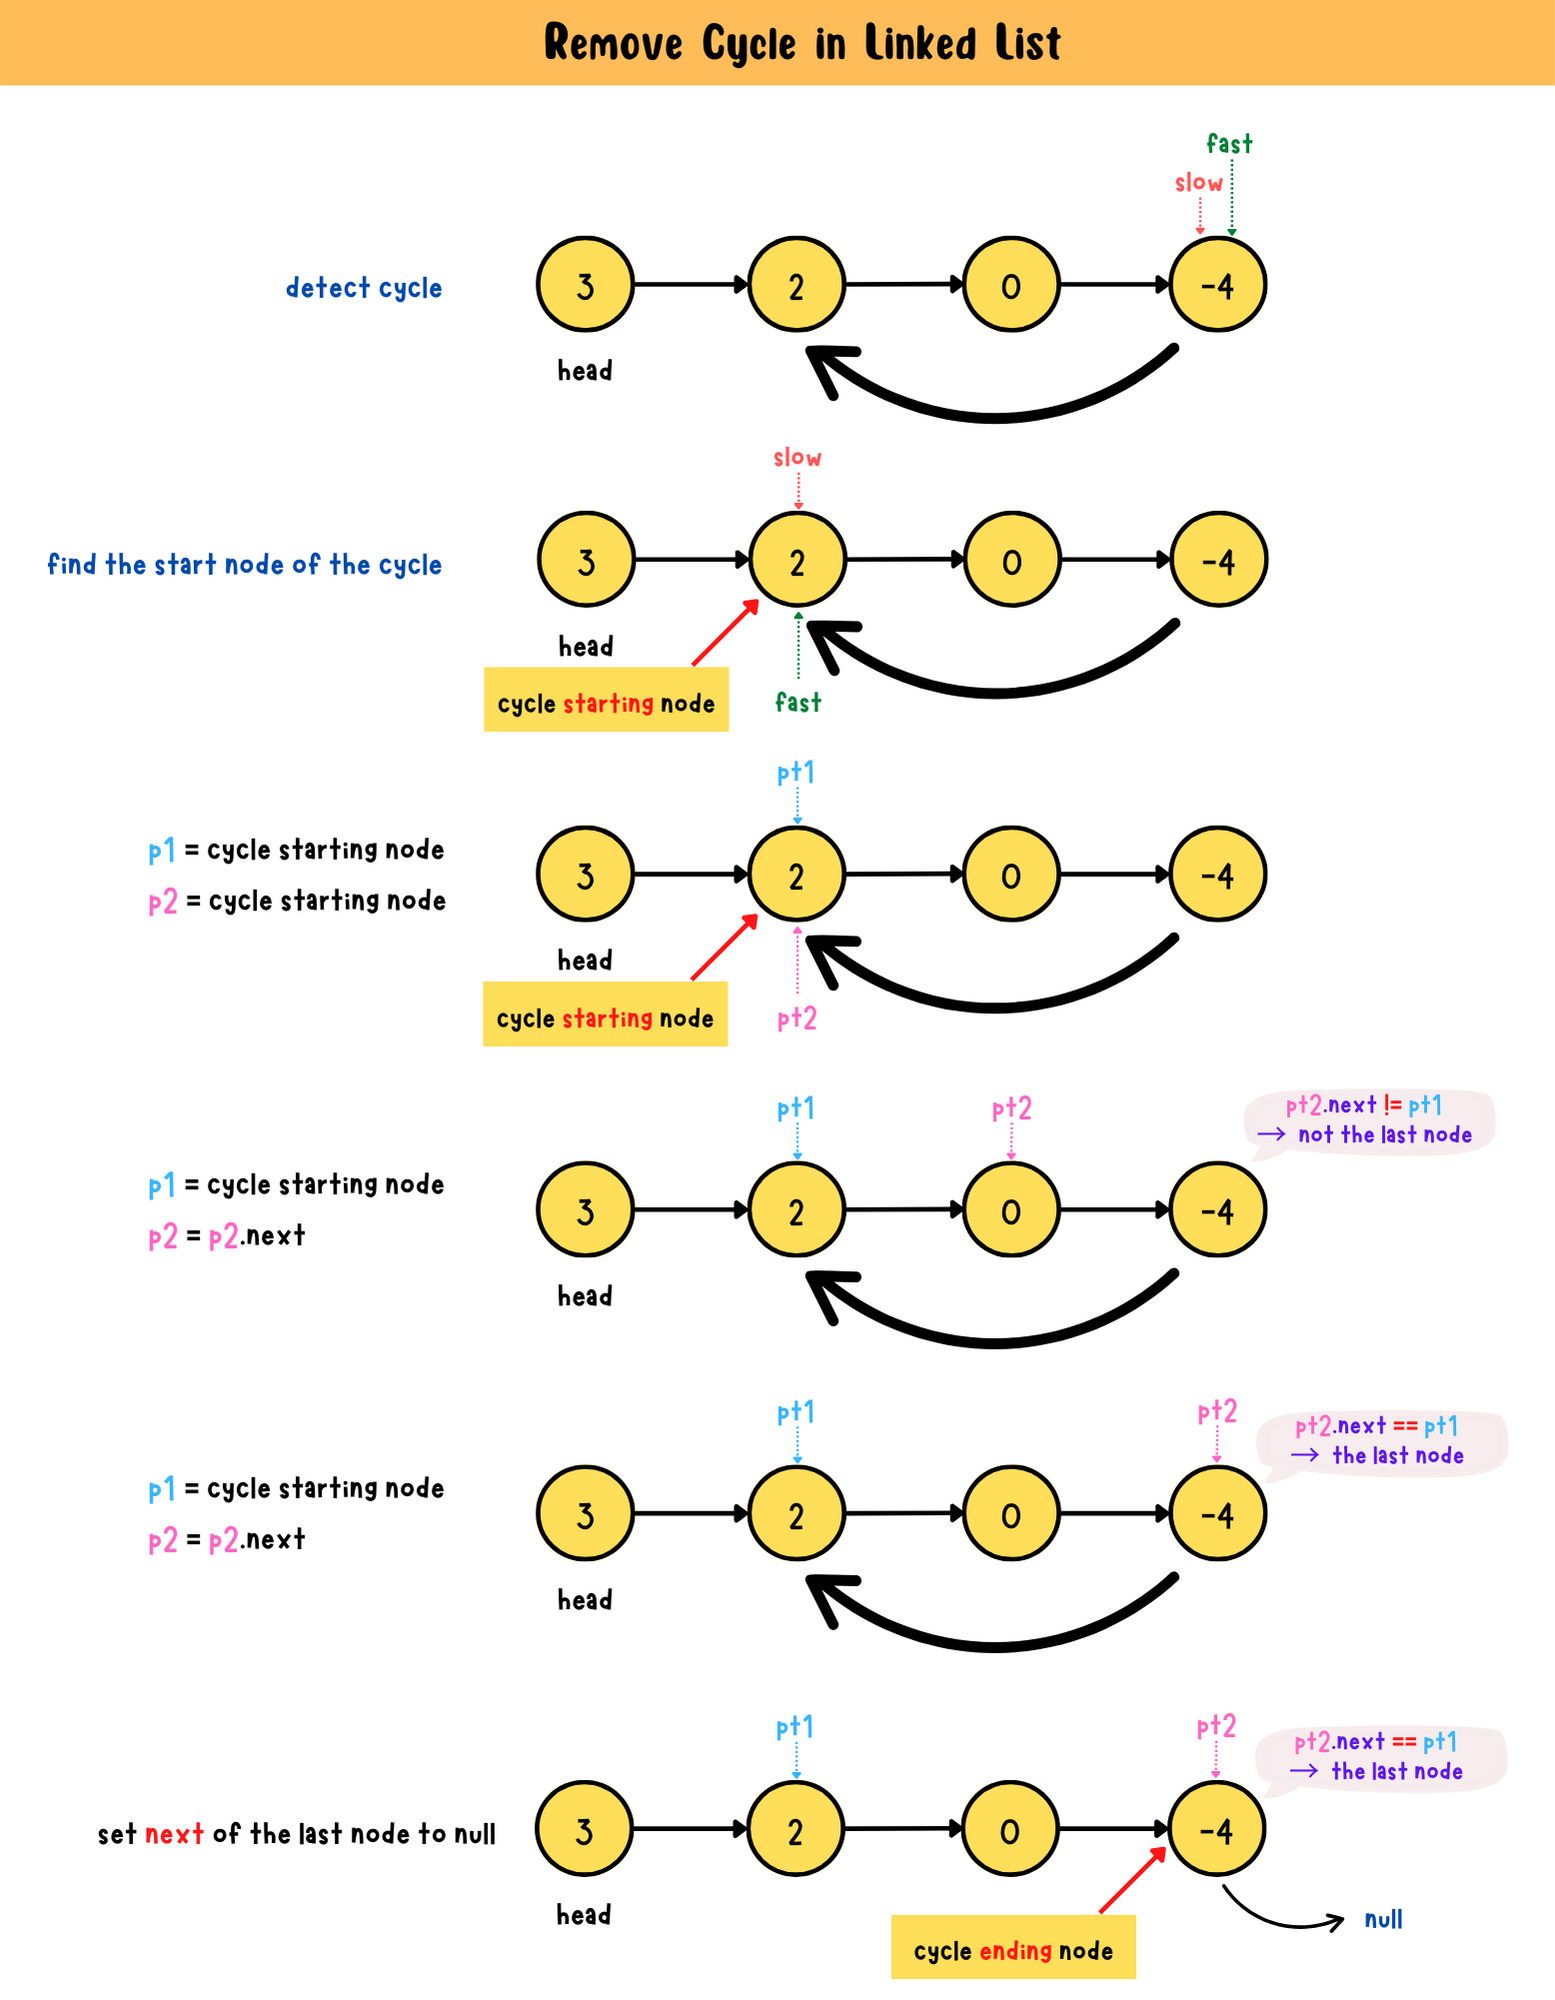 Remove Cycle in Linked List
fast
slow
detect cycle
3
2
0
-4
head
slow
find the start node of the cycle
3
2
0
-4
head
cycle starting node
fast
pt1
p1 = cycle starting node
p2 = cycle starting node
3
2
0
-4
head
cycle starting node
pt2
pt1
pt2
pt2.next != pt1
→ not the last node
p1 = cycle starting node
p2 = p2.next
3
2
0
-4
head
pt1
pt2
pt2.next == pt1
→ the last node
p1 = cycle starting node
p2 = p2.next
3
2
0
-4
head
pt1
pt2
pt2.next == pt1
→ the last node
set next of the last node to null
3
2
0
-4
head
null
cycle ending node